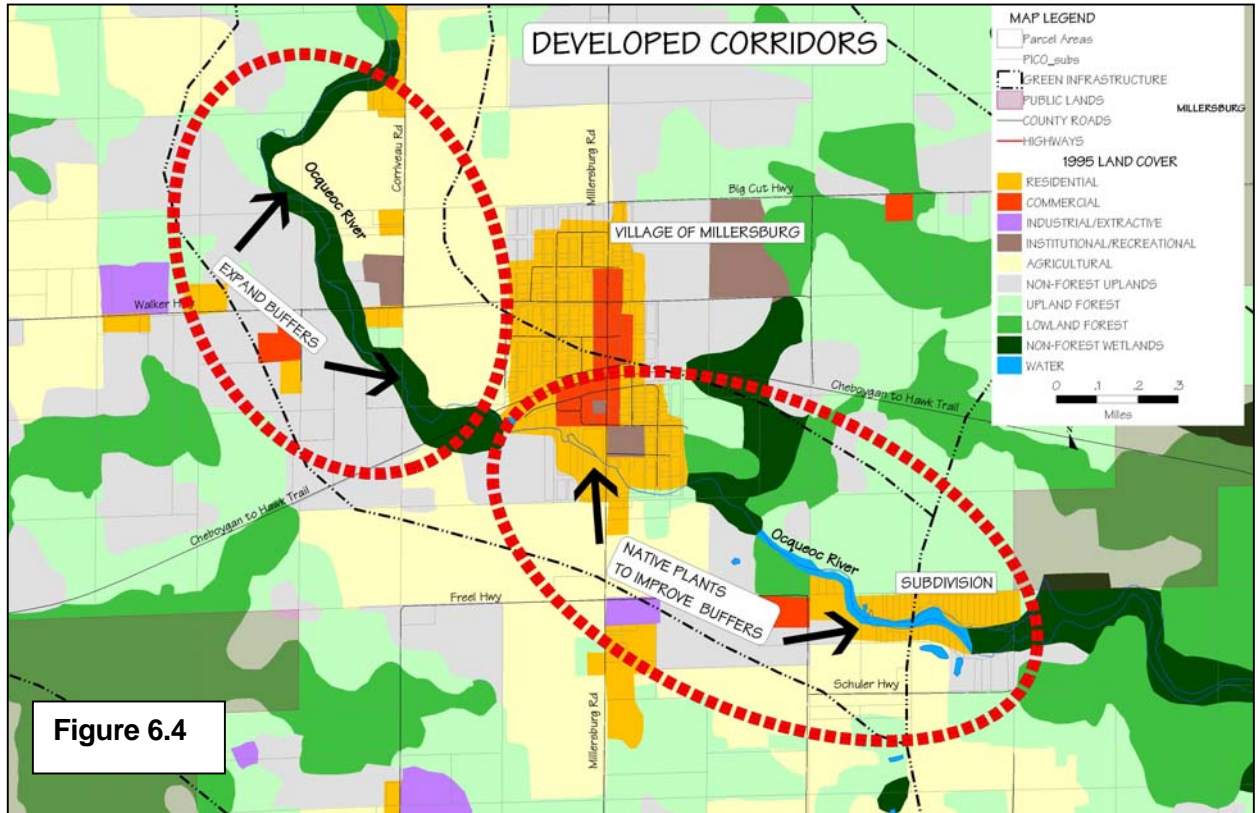 DEVELOPED CORRIDORS
MAP LEGEND
Parcel Areas
PICO_subs
GREEN INFRASTRUCTURE
PUBLIC LANDS
COUNTY ROADS
HIGHWAYS
MILLERSBURG
1995 LAND COVER
RESIDENTIAL
COMMERCIAL
INDUSTRIAL/EXTRACTIVE
INSTITUTIONAL/RECREATIONAL
AGRICULTURAL
NON-FOREST UPLANDS
UPLAND FOREST
LOWLAND FOREST
NON-FOREST WETLANDS
WATER
0 .1 .2 .3
Miles
Corriveau Rd
Millersburg Rd
Big Cut Hwy
Ocqueoc River
VILLAGE OF MILLERSBURG
EXPAND BUFFERS
Walker H
Cheboygan to Hawk Trail
Cheboygan to Hawk Trail
Ocqueoc River
NATIVE PLANTS
TO IMPROVE BUFFERS
SUBDIVISION
Freel Hwy
Schuler Hwy
Millersburg Rd
Figure 6.4